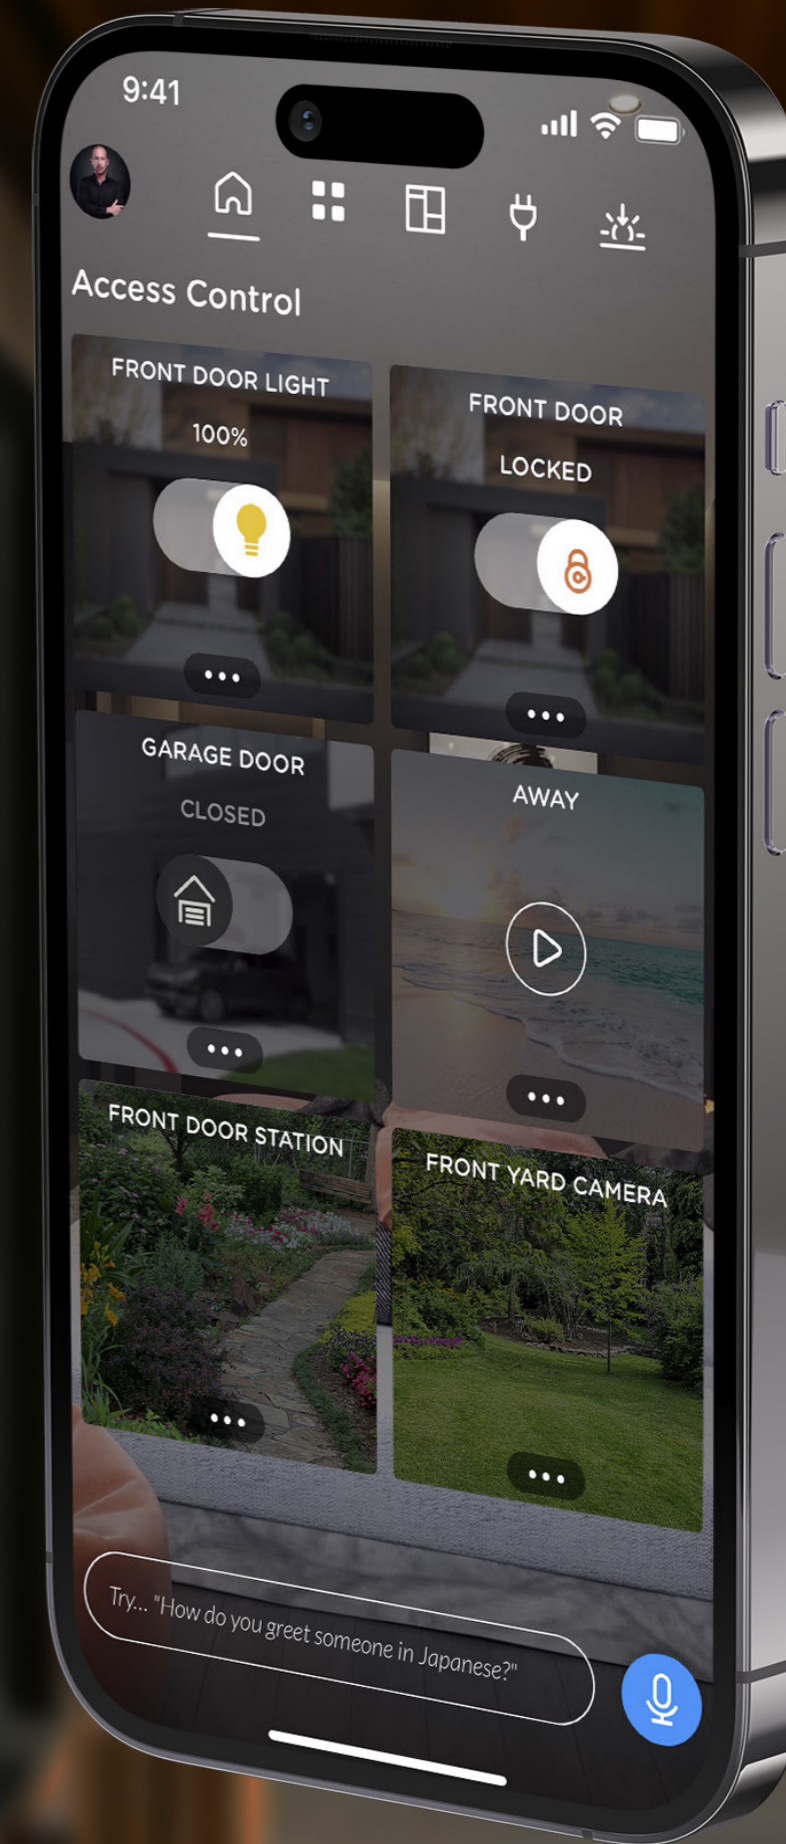 9:41
Access Control
FRONT DOOR LIGHT
100%
FRONT DOOR
LOCKED
GARAGE DOOR
CLOSED
AWAY
FRONT DOOR STATION
FRONT YARD CAMERA
Try... "How do you greet someone in Japanese?"